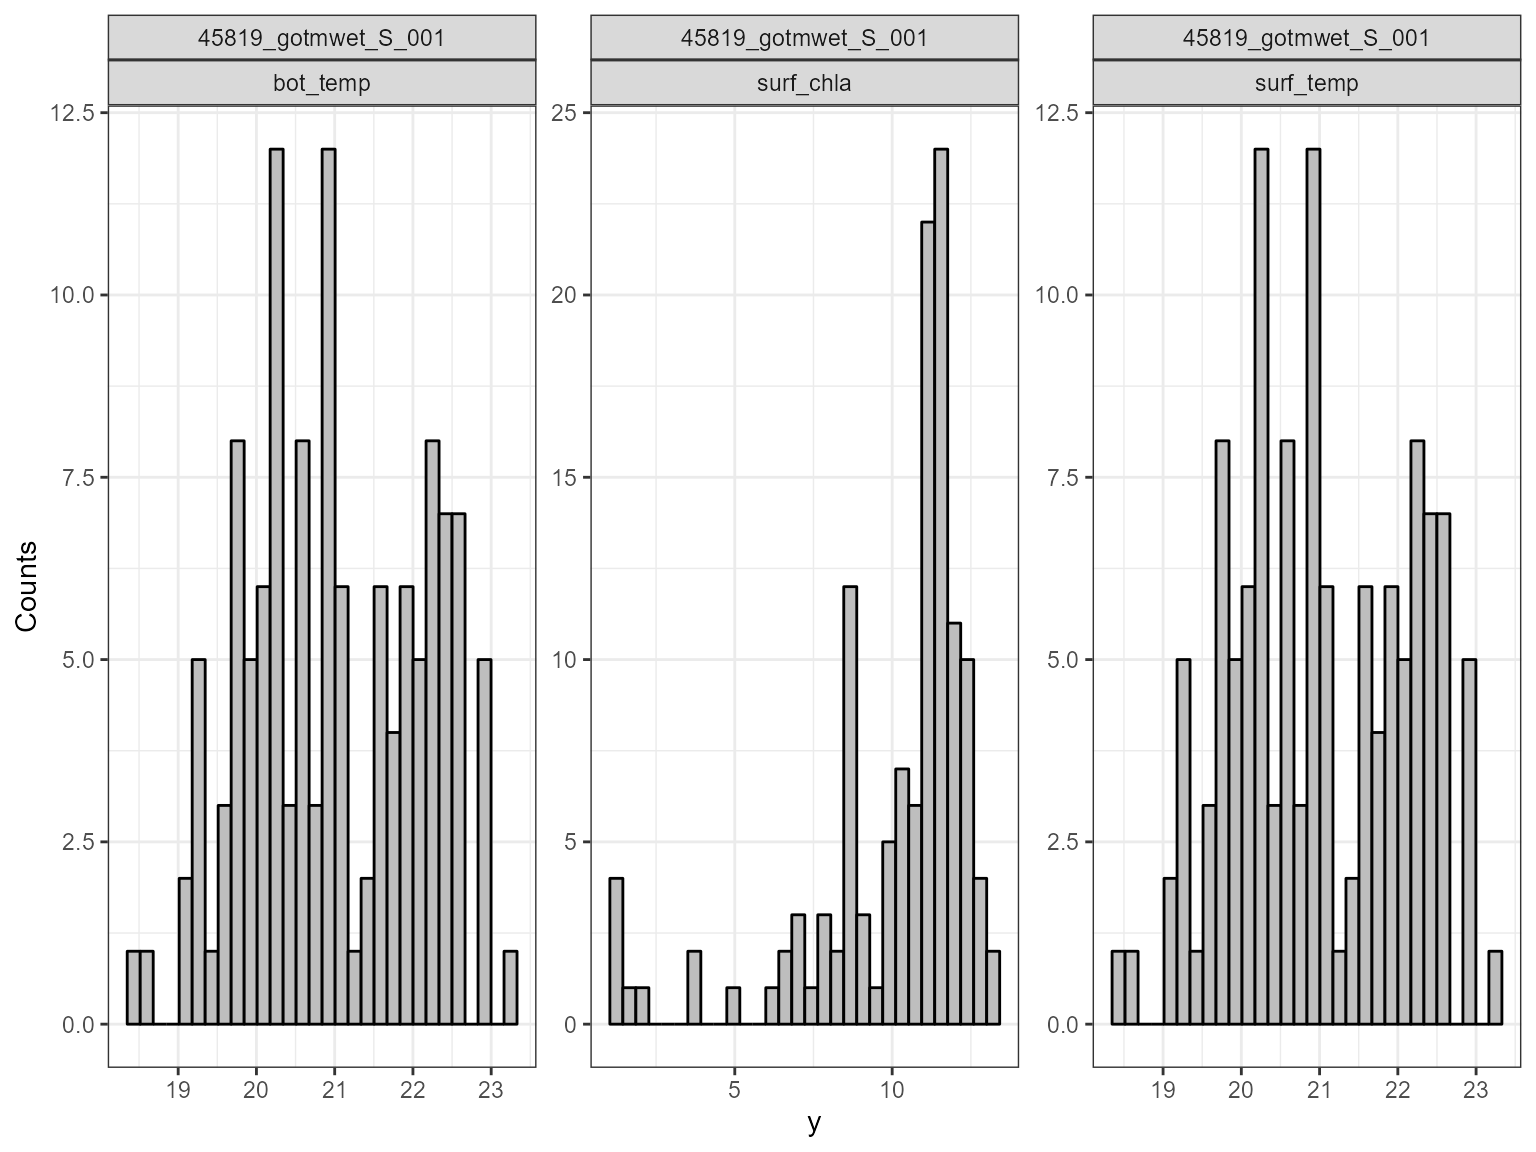 45819_gotmwet_S_001 45819_gotmwet_S_001 45819_gotmwet_S_001
bot_temp surf_chla surf_temp
12.5 25 12.5
10.0 20 10.0
7.5 15 7.5
Counts
5.0 10 5.0
2.5 5 2.5
0.0 0 0.0
19 20 21 22 23 5 10 19 20 21 22 23
y